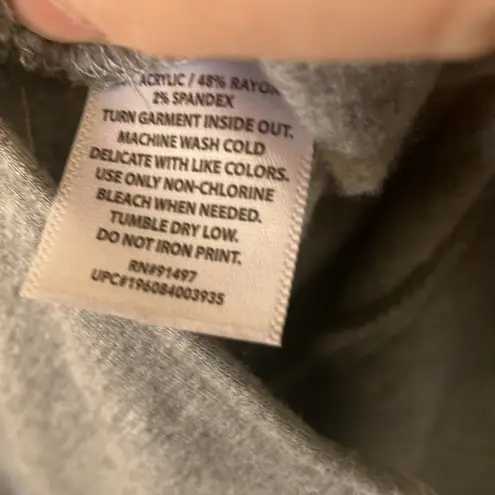 ACRYLIC / 48% RAYON
2% SPANDEX
TURN GARMENT INSIDE OUT.
MACHINE WASH COLD
DELICATE WITH LIKE COLORS.
USE ONLY NON-CHLORINE
BLEACH WHEN NEEDED.
TUMBLE DRY LOW.
DO NOT IRON PRINT.
RN#91497
UPC#196084003935